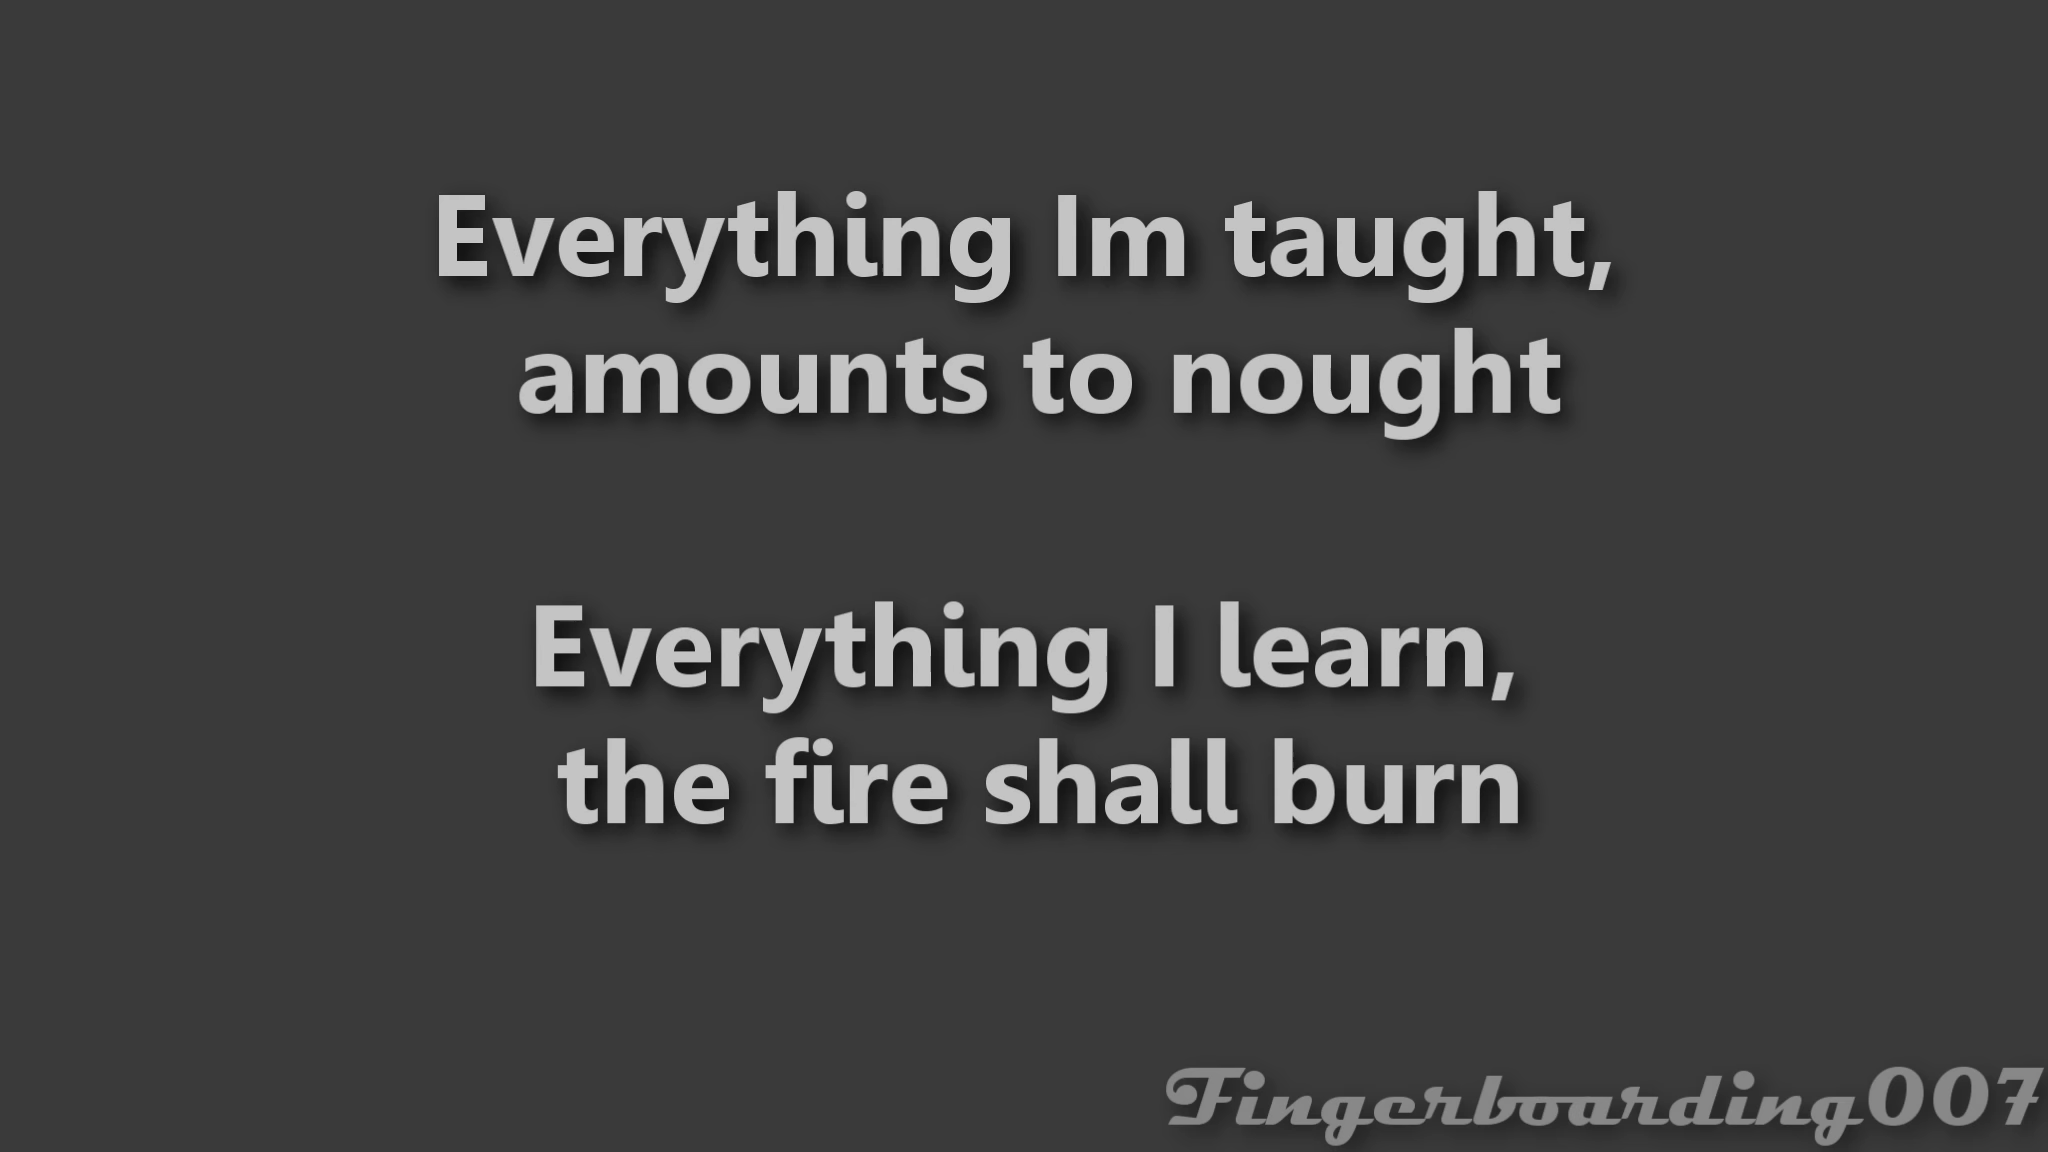 Everything Im taught,
amounts to nought
Everything I learn,
the fire shall burn
Fingerboarding007